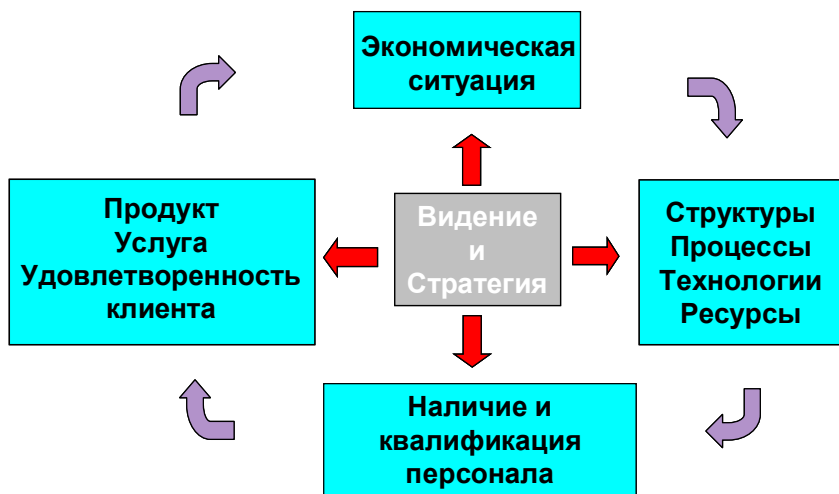 Экономическая
ситуация
Продукт
Услуга
Удовлетворенность
клиента
Видение
и
Стратегия
Структуры
Процессы
Технологии
Ресурсы
Наличие и
квалификация
персонала